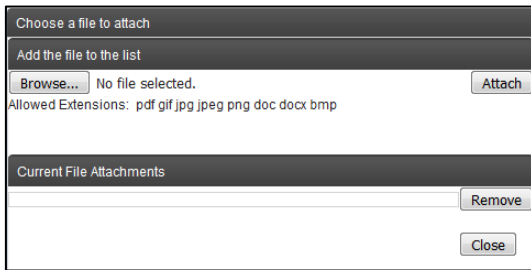 Choose a file to attach
Add the file to the list
Browse... No file selected. Attach
Allowed Extensions: pdf gif jpg jpeg png doc docx bmp
Current File Attachments
Remove
Close